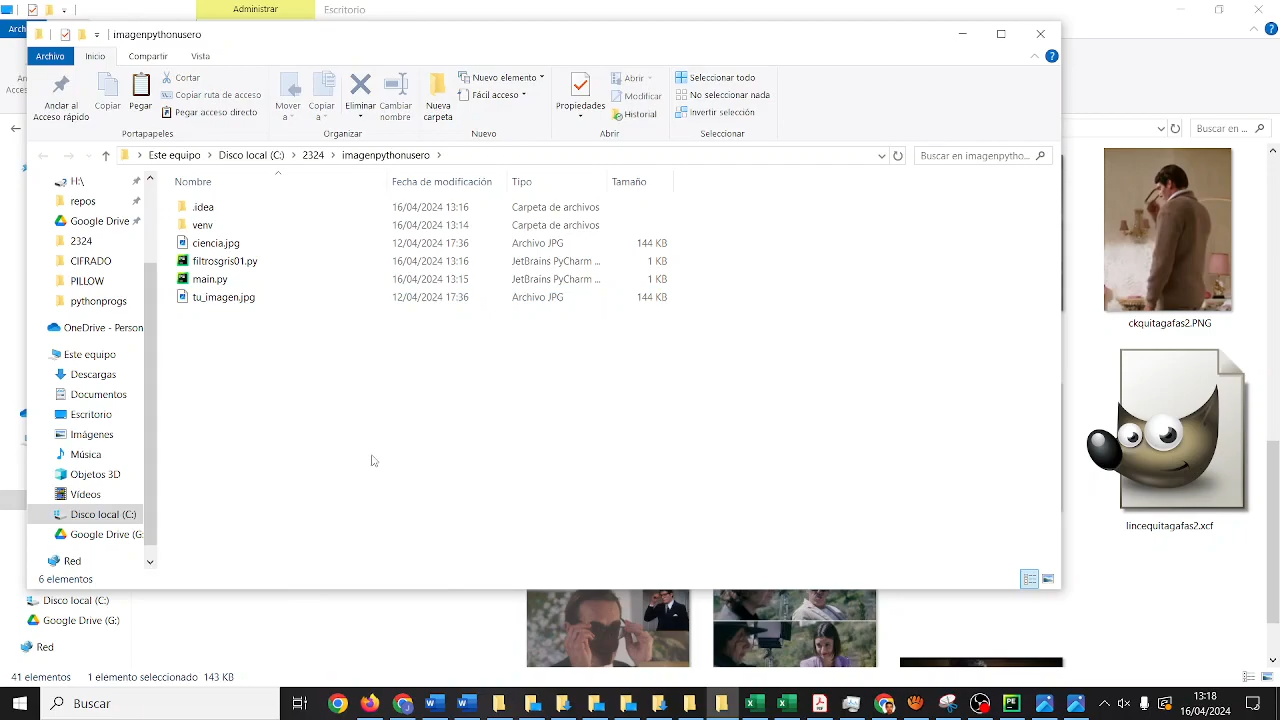 Administrar
Escritorio
imagenpythonusero
Archivo
Inicio
Compartir
Vista
Anclar al
Acceso rápido
Copiar
Pegar
Cortar
Copiar ruta de acceso
Pegar acceso directo
Portapapeles
Mover
a
Copiar
a
Eliminar
Cambiar
nombre
Organizar
Nueva
carpeta
Nuevo elemento
Fácil acceso
Nuevo
Propiedades
Abrir
Modificar
Historial
Abrir
Seleccionar todo
No seleccionar nada
Invertir selección
Seleccionar
Este equipo
Disco local (C:)
2324
imagenpythonusero
Buscar en imagenpytho...
Buscar en ...
Nombre
Fecha de modificación
Tipo
Tamaño
.idea
16/04/2024 13:16
Carpeta de archivos
venv
16/04/2024 13:14
Carpeta de archivos
ciencia.jpg
12/04/2024 17:36
Archivo JPG
144 KB
filtrosgris01.py
16/04/2024 13:16
JetBrains PyCharm ...
1 KB
main.py
16/04/2024 13:15
JetBrains PyCharm ...
1 KB
tu_imagen.jpg
12/04/2024 17:36
Archivo JPG
144 KB
H:\
repos
Google Drive
2324
CIFRADO
PILLOW
pythonprogs
OneDrive - Person
Este equipo
Descargas
Documentos
Escritorio
Imágenes
Música
Objetos 3D
Vídeos
Disco local (C:)
Google Drive (G:
Red
6 elementos
ckquitagafas2.PNG
lincequitagafas2.xcf
Disco local (C:)
Google Drive (G:)
Red
41 elementos
1 elemento seleccionado 143 KB
Buscar
13:18
16/04/2024